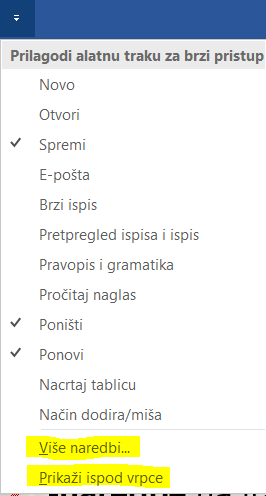 Prilagodi alatnu traku za brzi pristup
Novo
Otvori
Spremi
E-pošta
Brzi ispis
Pretpregled ispisa i ispis
Pravopis i gramatika
Pročitaj naglas
Poništi
Ponovi
Nacrtaj tablicu
Način dodira/miša
Više naredbi...
Prikaži ispod vrpce